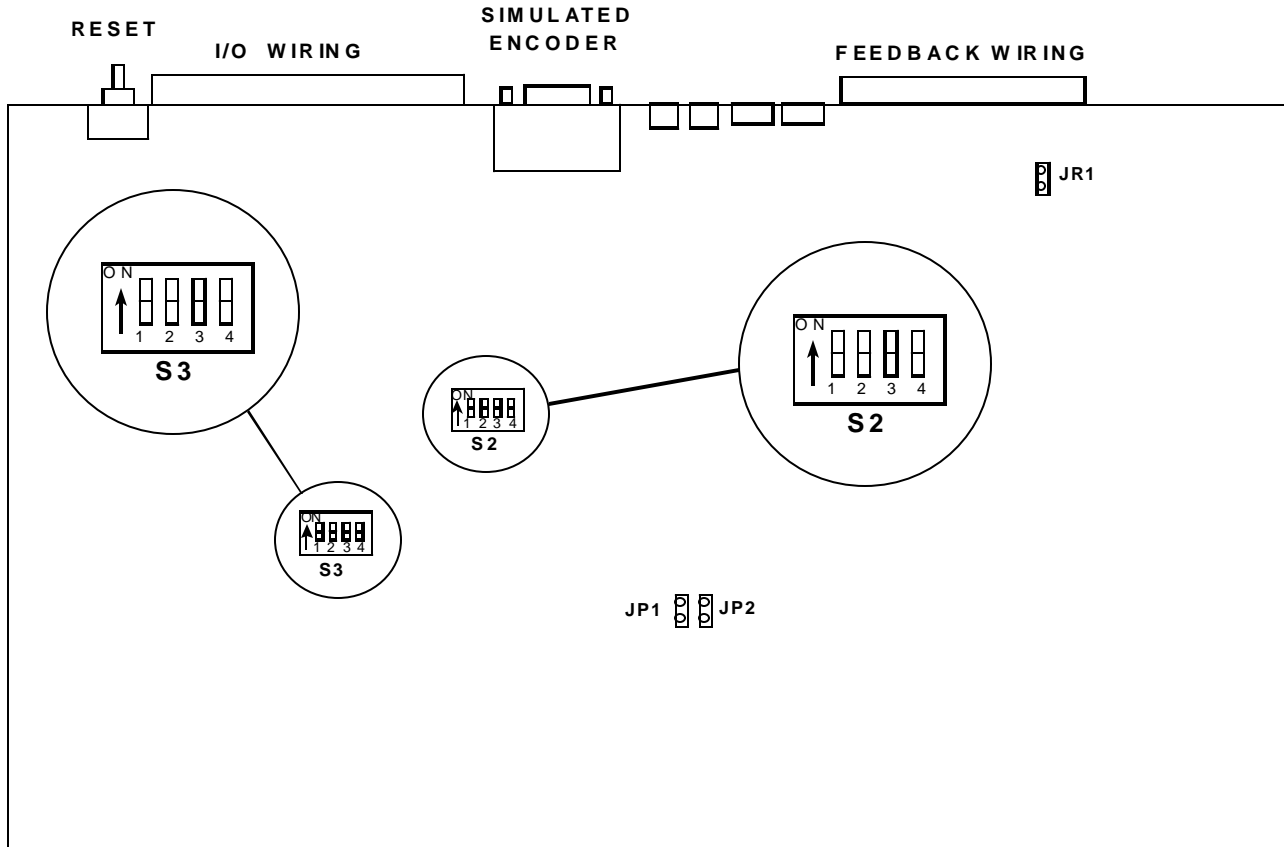 RESET
I/O WIRING
SIMULATED
ENCODER
FEEDBACK WIRING
JR1
ON
1 2 3 4
S3
ON
1 2 3 4
S2
ON
1 2 3 4
S2
ON
1 2 3 4
S3
JP1
JP2